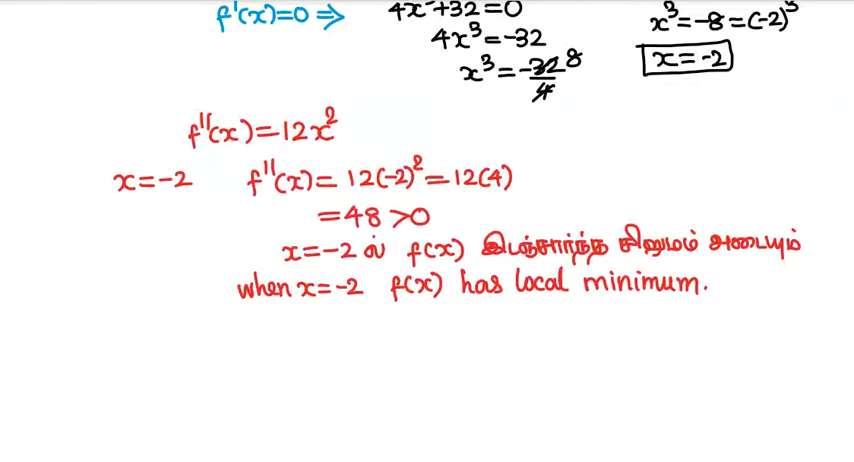 f'(x)=0 ⇒ 4x³+32=0 x³=-8=(-2)³
4x³=-32 x=-2
x³=-32/4 8
f''(x)=12x²
x=-2 f''(x)=12(-2)²=12(4)
=48>0
x=-2 ல் f(x) இடஞ்சார்ந்த சிறுமம் அடையும்
when x=-2 f(x) has local minimum.